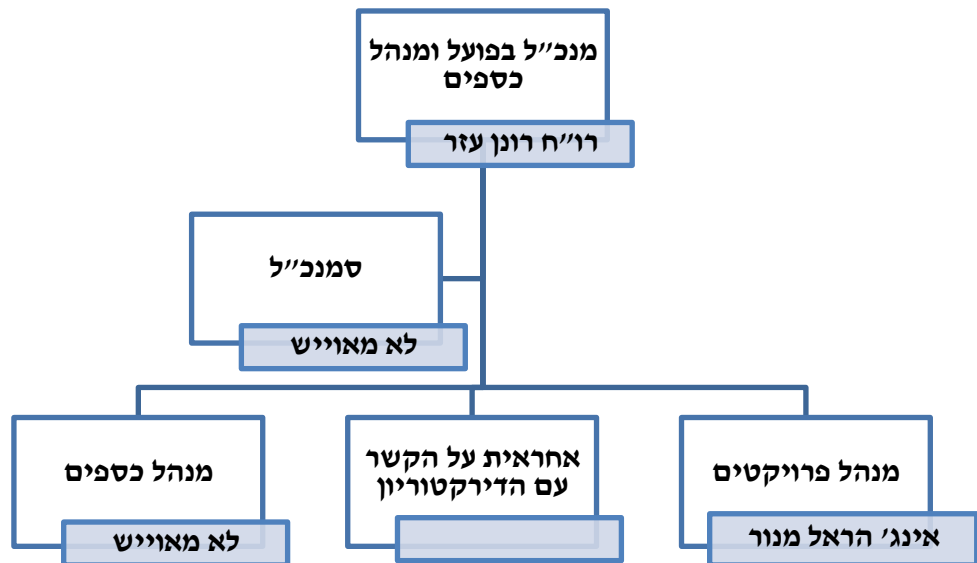 מנכ״ל בפועל ומנהל
כספים
רו״ח רונן עזר
סמנכ״ל
לא מאוייש
מנהל פרויקטים
אינג׳ הראל מנור
אחראית על הקשר
עם הדירקטוריון
מנהל כספים
לא מאוייש